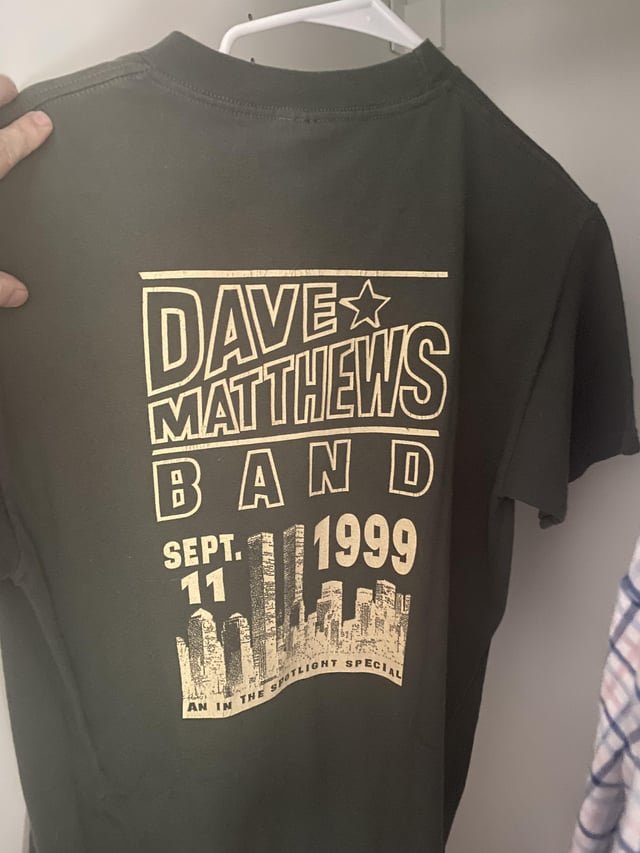 DAVE
MATTHEWS
BAND
SEPT. 1999
11
AN IN THE SPOTLIGHT SPECIAL